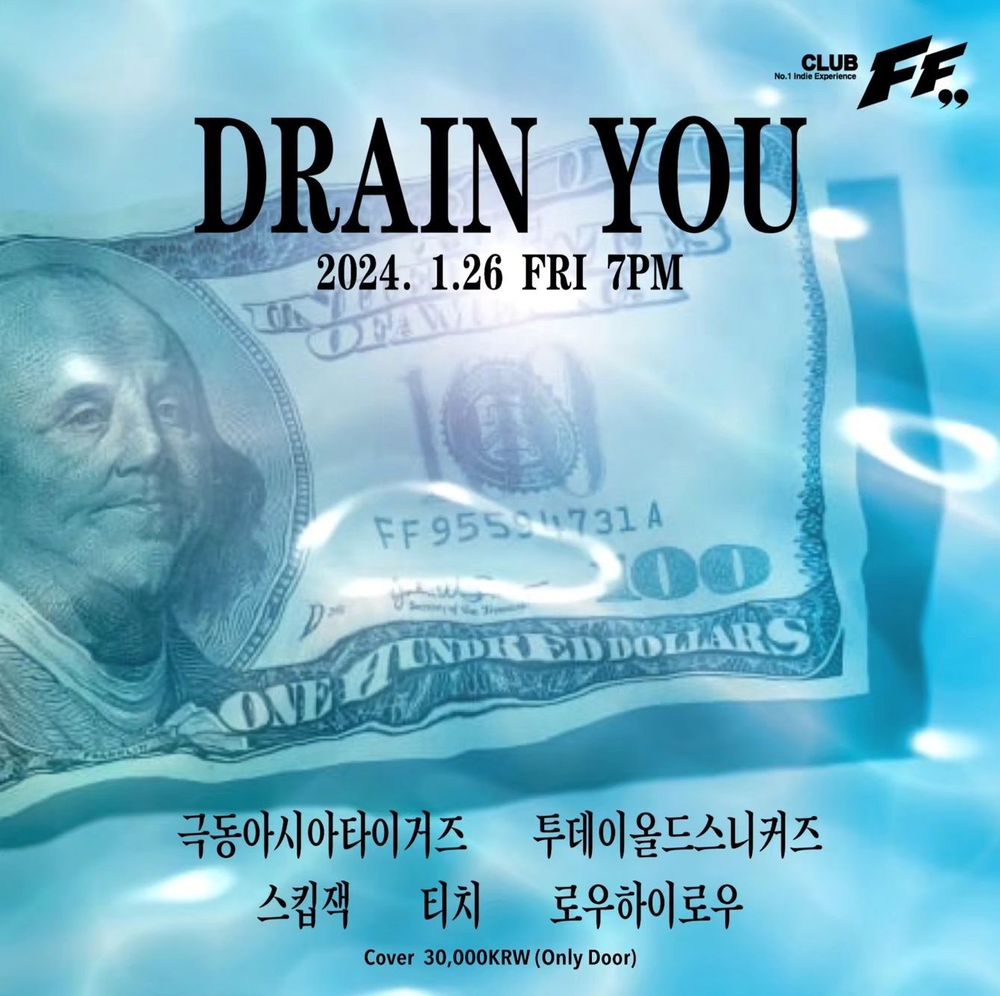 CLUB
No.1 Indie Experience
FF
DRAIN YOU
2024. 1.26 FRI 7PM
100
ONE HUNDRED DOLLARS
극동아시아타이거즈 투데이올드스니커즈
스킵잭 티치 로우하이로우
Cover 30,000KRW (Only Door)